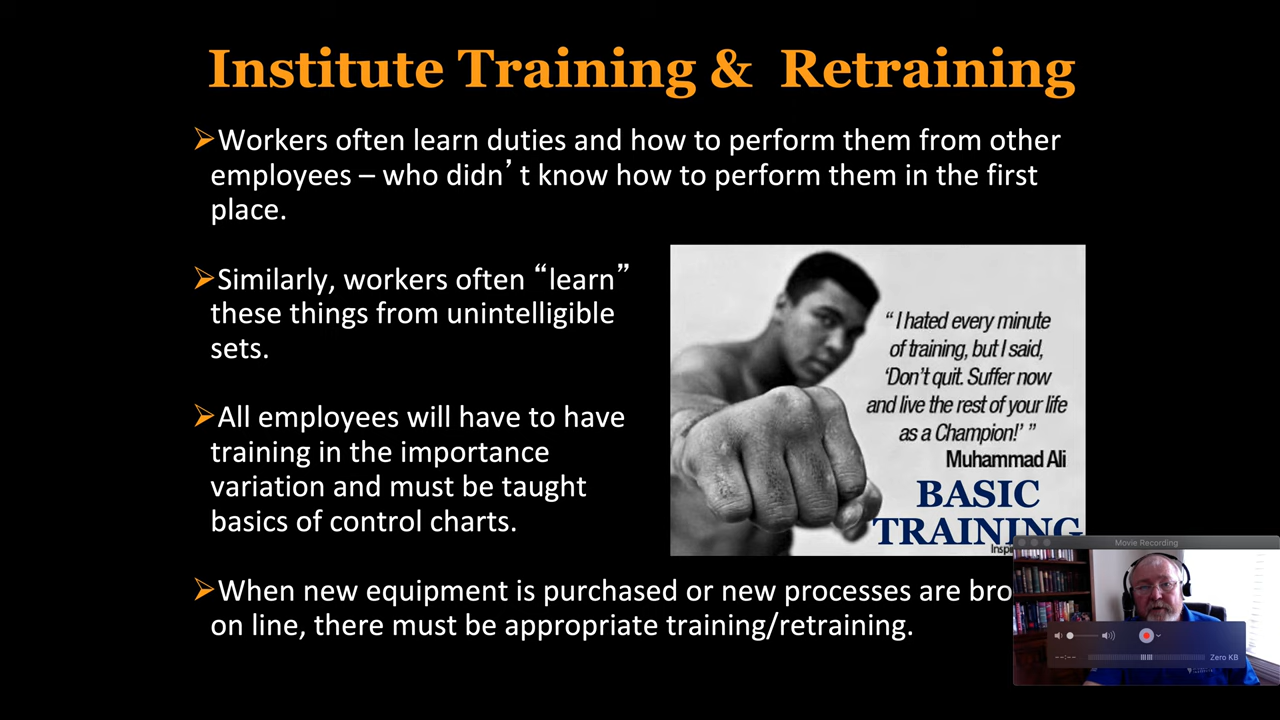 Institute Training & Retraining
➢Workers often learn duties and how to perform them from other
employees – who didn’t know how to perform them in the first
place.
➢Similarly, workers often “learn”
these things from unintelligible
sets.
➢All employees will have to have
training in the importance
variation and must be taught
basics of control charts.
“ I hated every minute
of training, but I said,
‘Don’t quit. Suffer now
and live the rest of your life
as a Champion!’ ”
Muhammad Ali
BASIC
TRAINING
➢When new equipment is purchased or new processes are bro
on line, there must be appropriate training/retraining.
Movie Recording
--:--
Zero KB